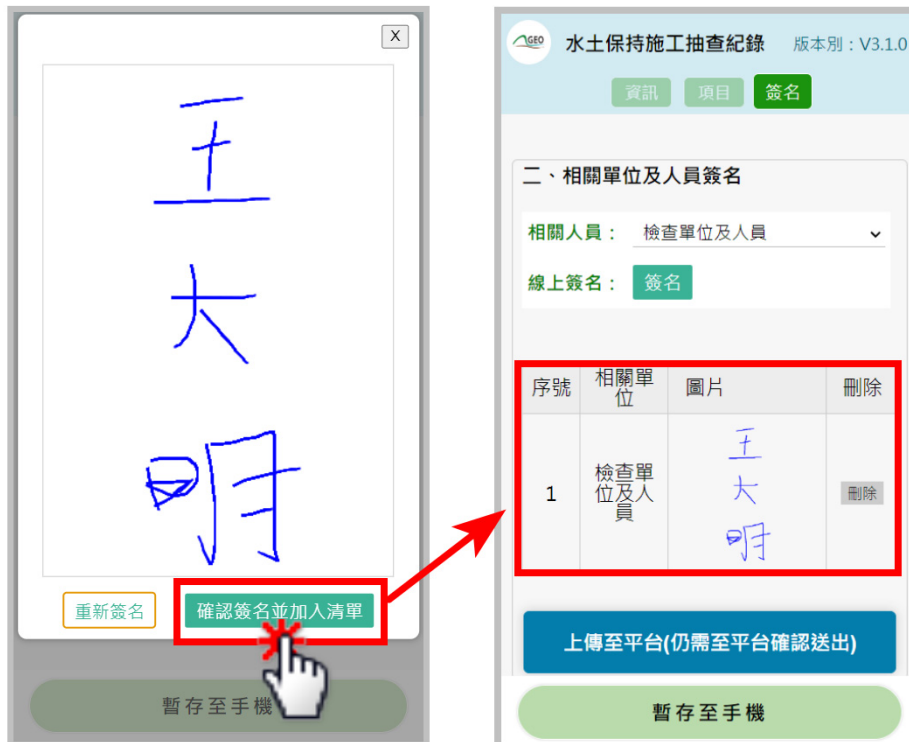 X
王
大
明
重新簽名
確認簽名並加入清單
暫存至手機
GEO
水土保持施工抽查紀錄 版本別：V3.1.0
資訊 項目 簽名
二、相關單位及人員簽名
相關人員： 檢查單位及人員
線上簽名： 簽名
序號 相關單位 圖片 刪除
1 檢查單位及人員 王大明 刪除
上傳至平台(仍需至平台確認送出)
暫存至手機